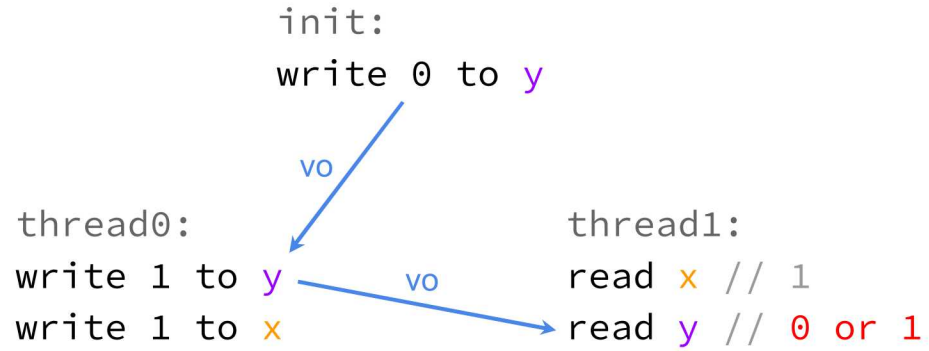 init:
write 0 to y
vo
thread0:
write 1 to y
write 1 to x
vo
thread1:
read x // 1
read y // 0 or 1